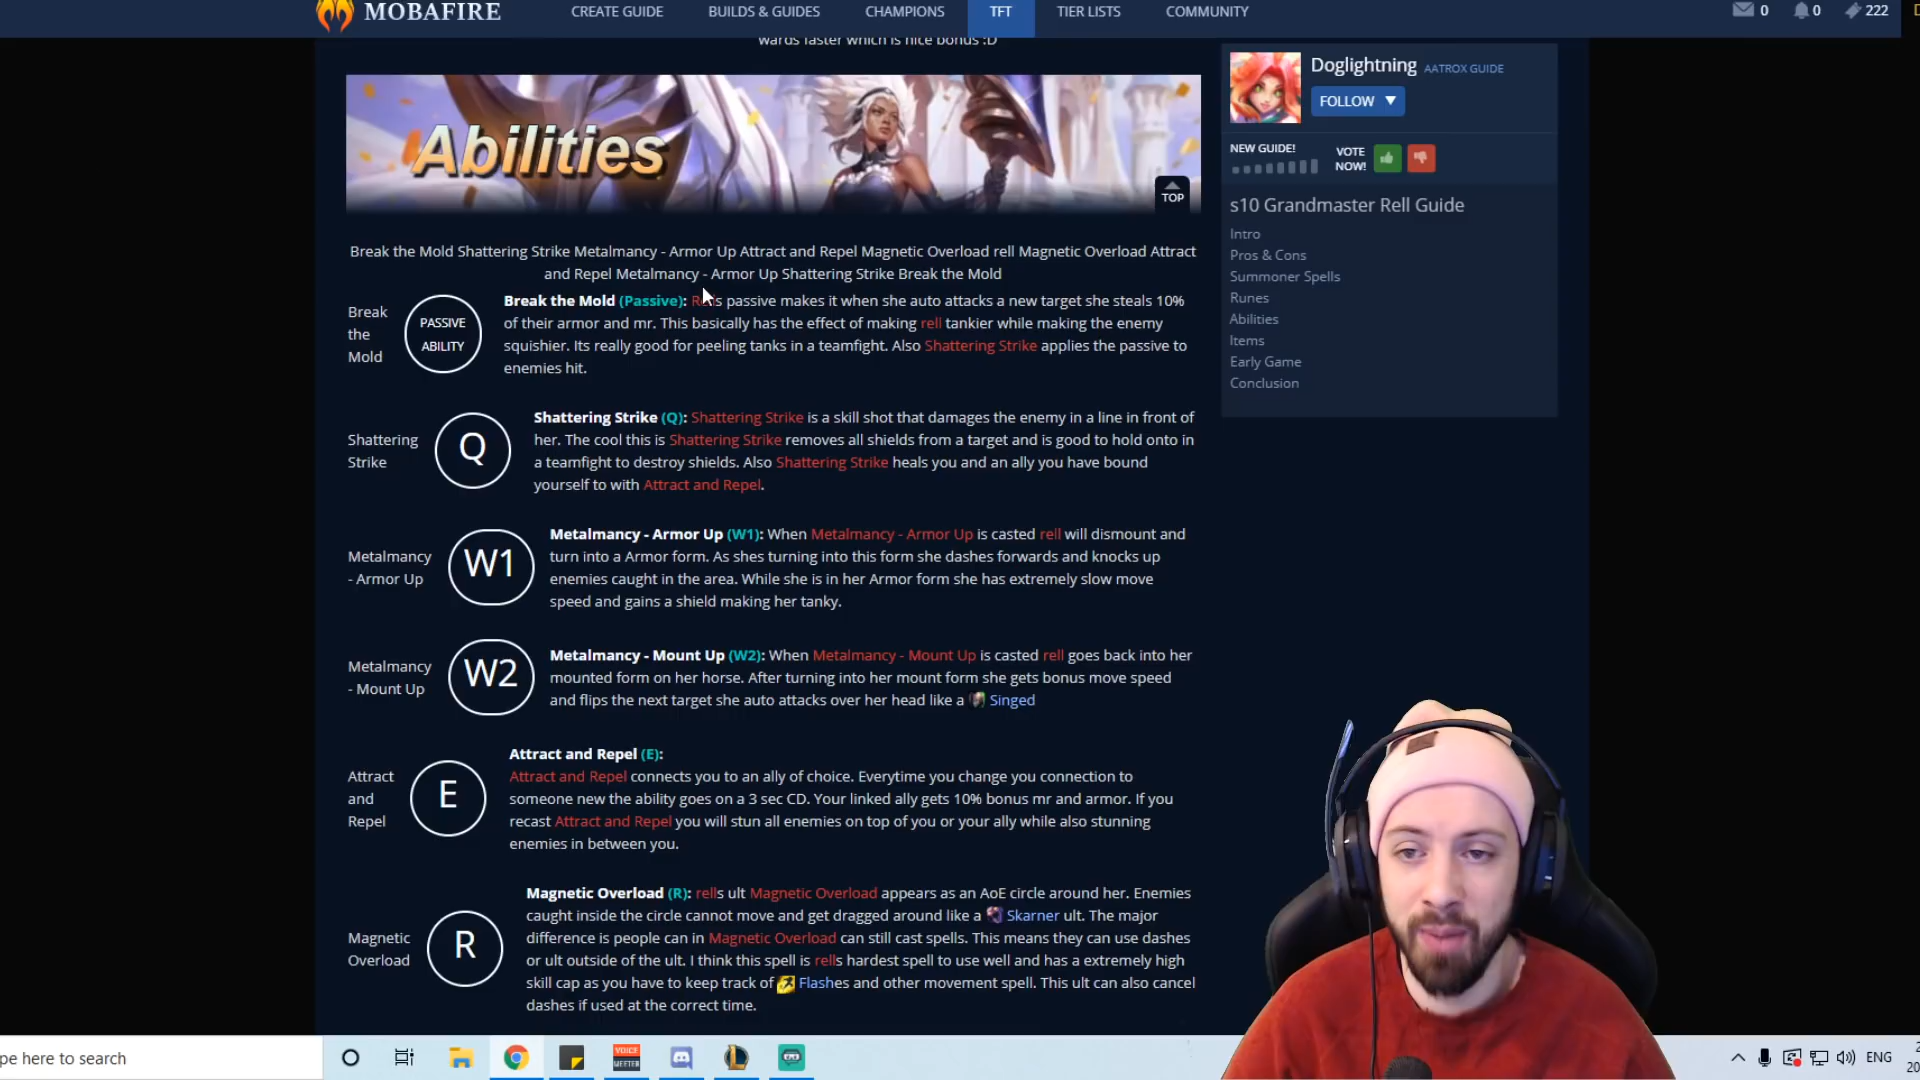 MOBAFIRE
CREATE GUIDE
BUILDS & GUIDES
CHAMPIONS
TFT
TIER LISTS
COMMUNITY
0
0
222
wards faster which is nice bonus :D
Abilities
TOP
Break the Mold Shattering Strike Metalmancy - Armor Up Attract and Repel Magnetic Overload rell Magnetic Overload Attract
and Repel Metalmancy - Armor Up Shattering Strike Break the Mold
Break
the
Mold
PASSIVE
ABILITY
Break the Mold (Passive): Rells passive makes it when she auto attacks a new target she steals 10%
of their armor and mr. This basically has the effect of making rell tankier while making the enemy
squishier. Its really good for peeling tanks in a teamfight. Also Shattering Strike applies the passive to
enemies hit.
Shattering
Strike
Q
Shattering Strike (Q): Shattering Strike is a skill shot that damages the enemy in a line in front of
her. The cool this is Shattering Strike removes all shields from a target and is good to hold onto in
a teamfight to destroy shields. Also Shattering Strike heals you and an ally you have bound
yourself to with Attract and Repel.
Metalmancy
- Armor Up
W1
Metalmancy - Armor Up (W1): When Metalmancy - Armor Up is casted rell will dismount and
turn into a Armor form. As shes turning into this form she dashes forwards and knocks up
enemies caught in the area. While she is in her Armor form she has extremely slow move
speed and gains a shield making her tanky.
Metalmancy
- Mount Up
W2
Metalmancy - Mount Up (W2): When Metalmancy - Mount Up is casted rell goes back into her
mounted form on her horse. After turning into her mount form she gets bonus move speed
and flips the next target she auto attacks over her head like a Singed
Attract
and
Repel
E
Attract and Repel (E):
Attract and Repel connects you to an ally of choice. Everytime you change you connection to
someone new the ability goes on a 3 sec CD. Your linked ally gets 10% bonus mr and armor. If you
recast Attract and Repel you will stun all enemies on top of you or your ally while also stunning
enemies in between you.
Magnetic
Overload
R
Magnetic Overload (R): rells ult Magnetic Overload appears as an AoE circle around her. Enemies
caught inside the circle cannot move and get dragged around like a Skarner ult. The major
difference is people can in Magnetic Overload can still cast spells. This means they can use dashes
or ult outside of the ult. I think this spell is rells hardest spell to use well and has a extremely high
skill cap as you have to keep track of Flashes and other movement spell. This ult can also cancel
dashes if used at the correct time.
Doglightning AATROX GUIDE
FOLLOW
NEW GUIDE!
VOTE
NOW!
s10 Grandmaster Rell Guide
Intro
Pros & Cons
Summoner Spells
Runes
Abilities
Items
Early Game
Conclusion
pe here to search
VOICE
MEETER
ENG
20